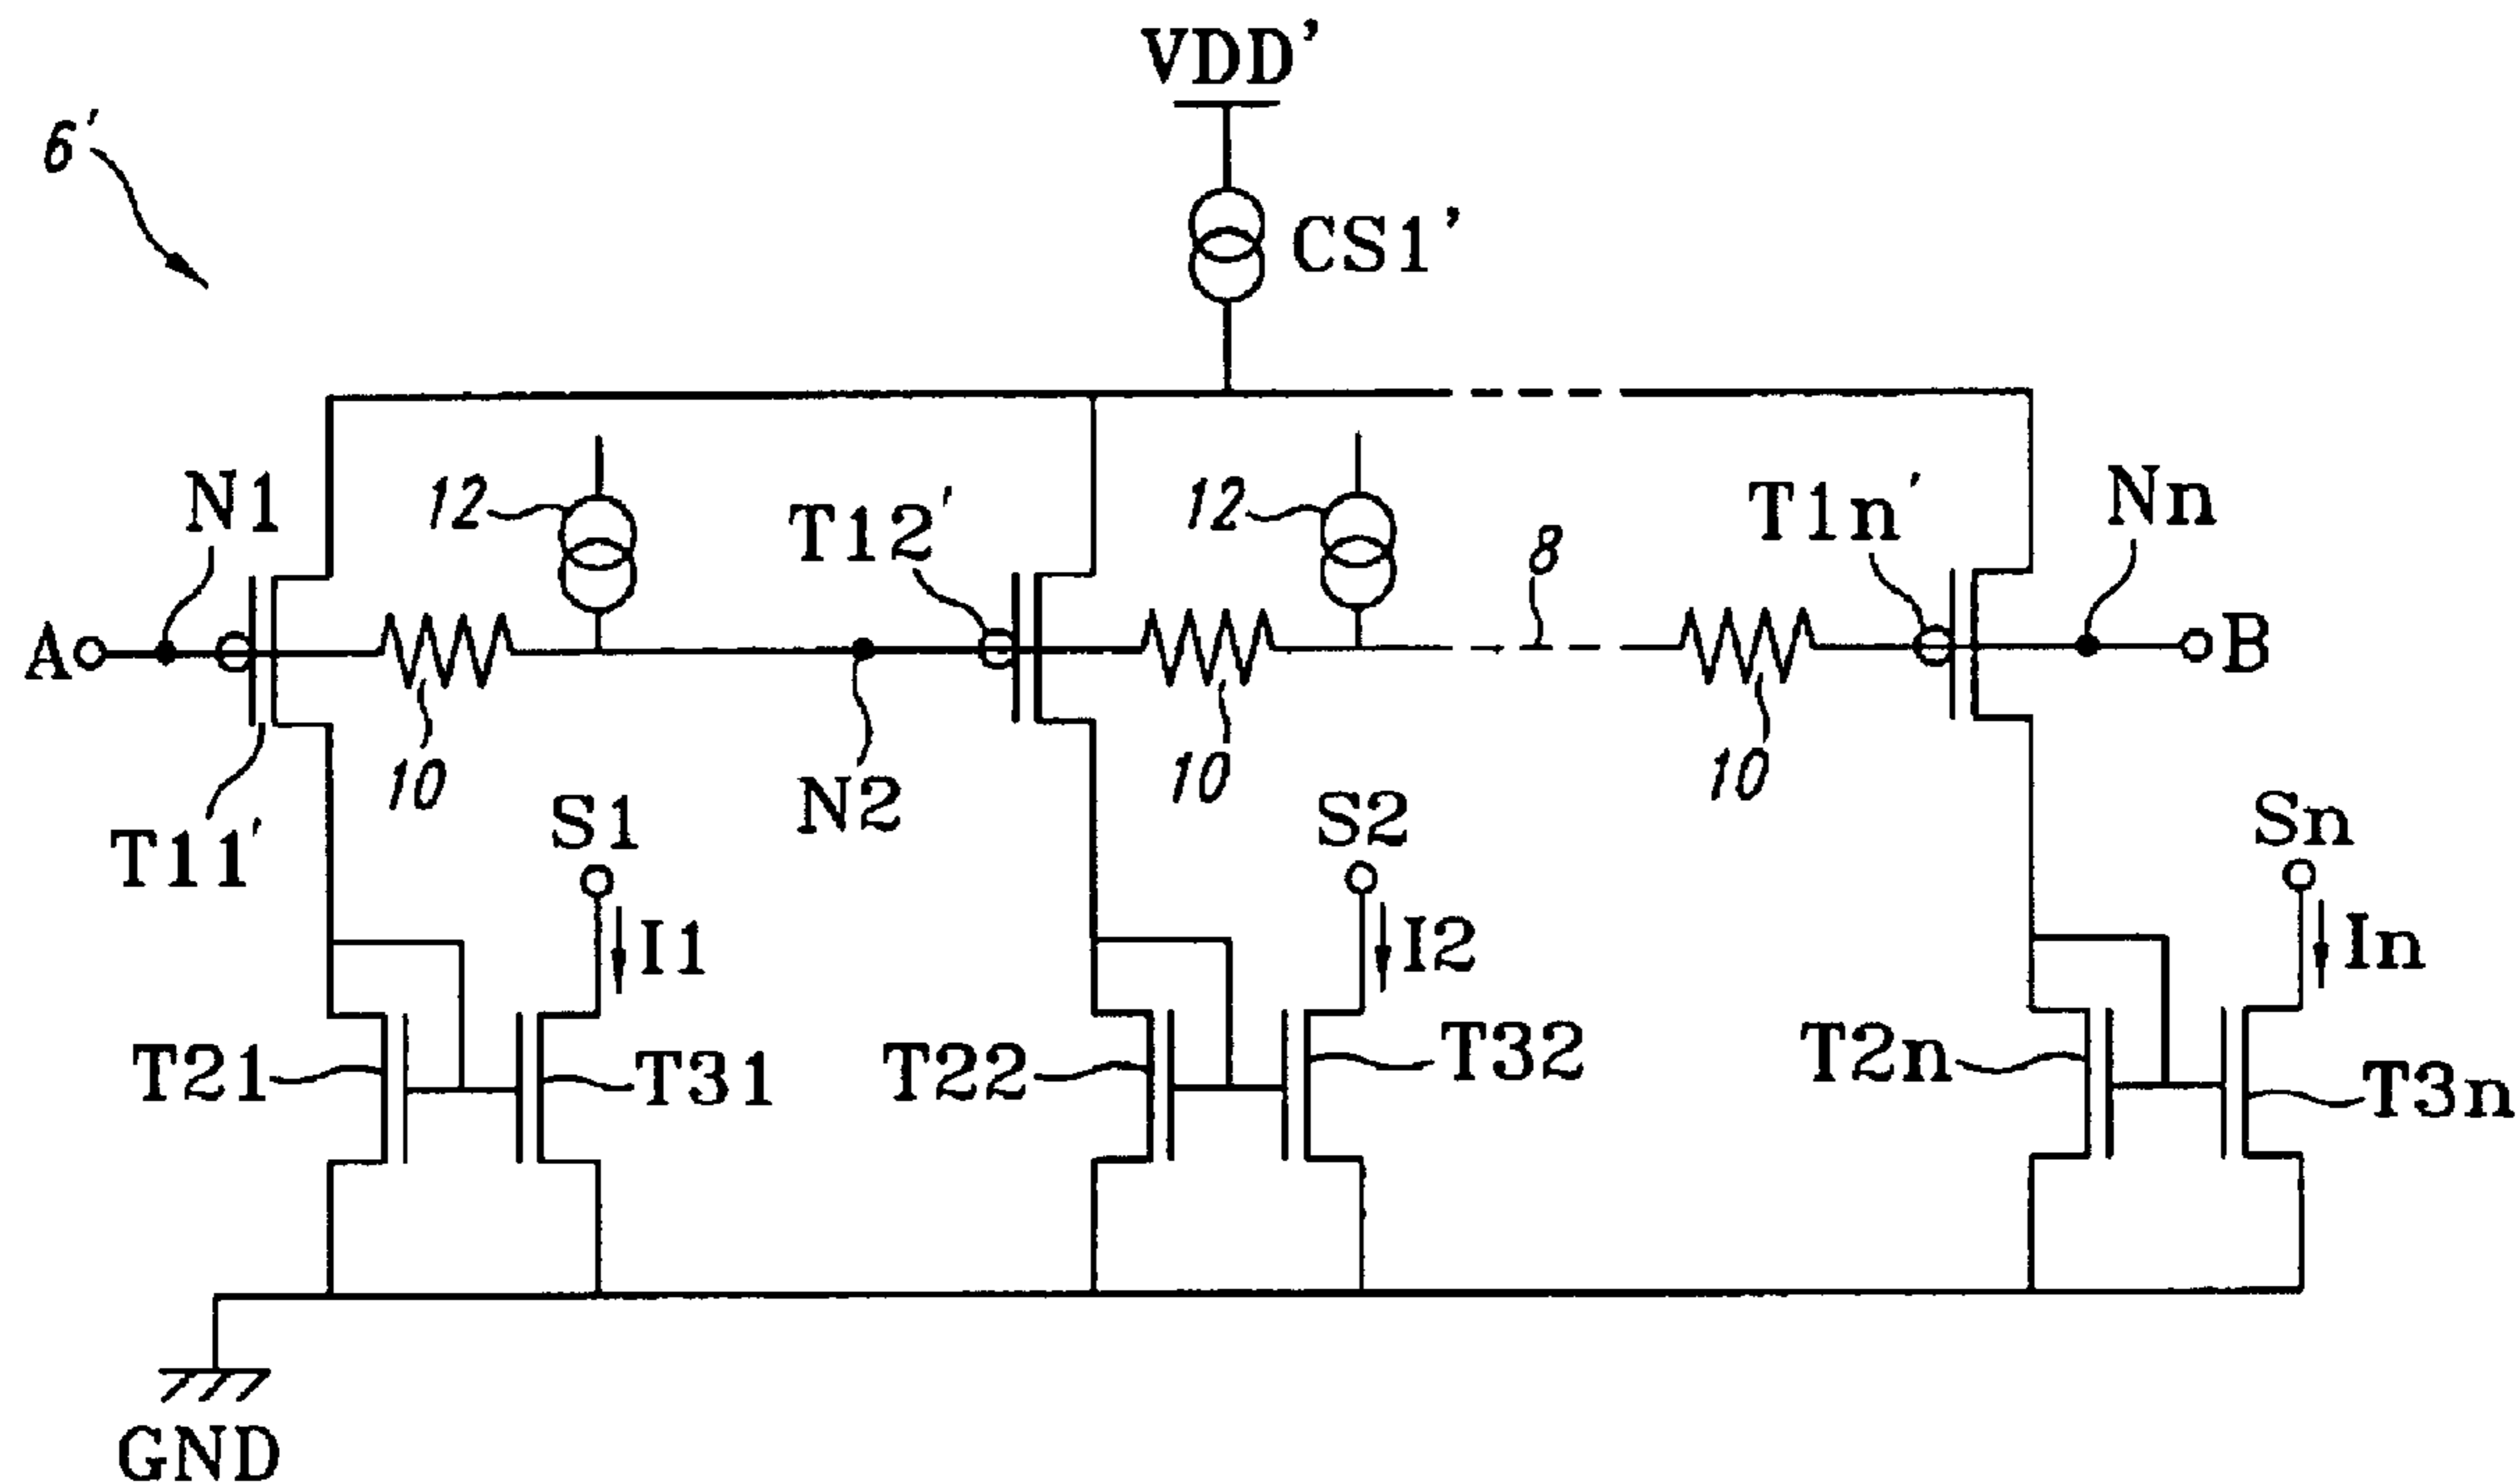 VDD'
6'
CS1'
N1
12
T12'
12
8
T1n'
Nn
A
B
10
N2
10
10
T11'
S1
S2
Sn
I1
I2
In
T21
T31
T22
T32
T2n
T3n
GND